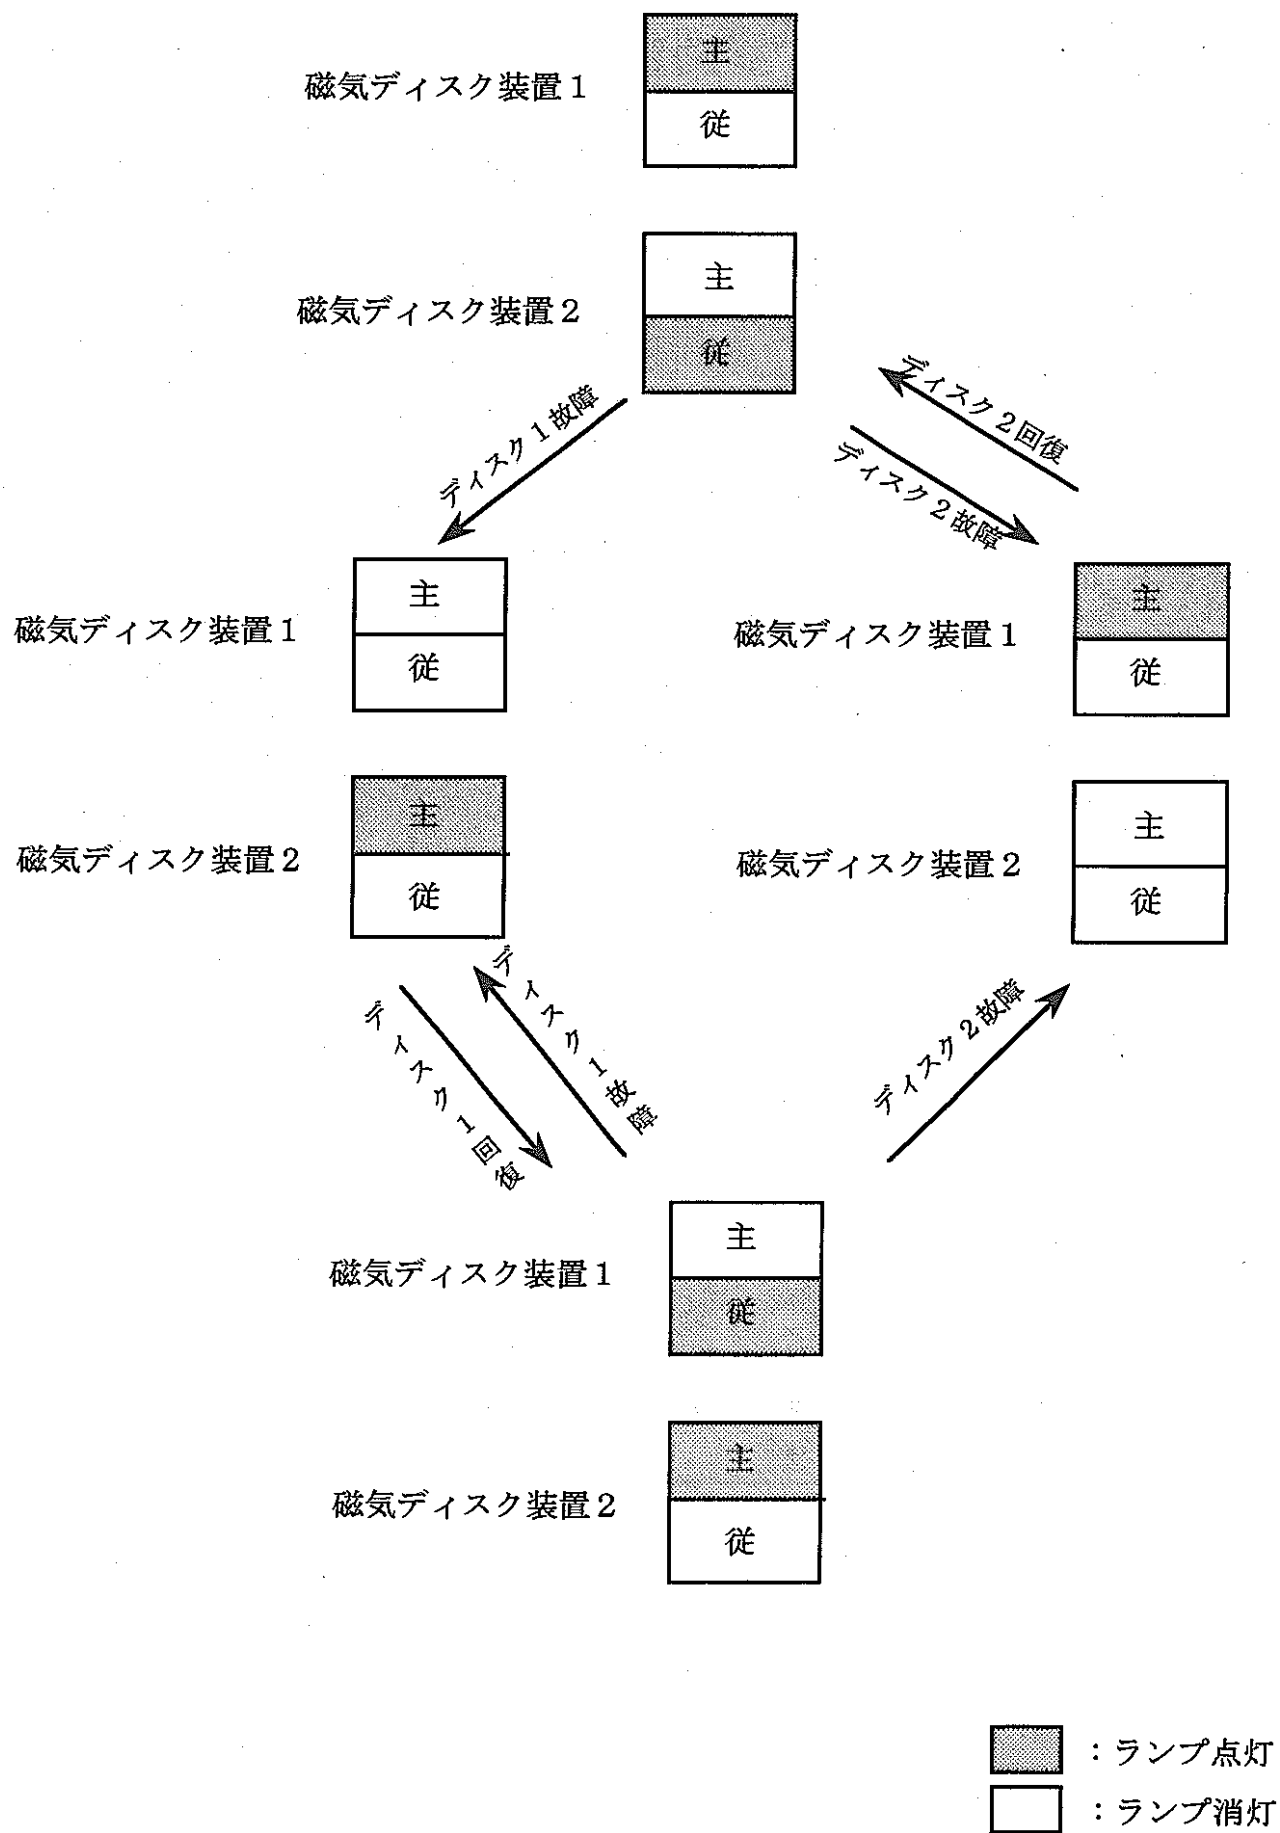 主
磁気ディスク装置1
従
主
磁気ディスク装置2
従
ディスク1故障
ディスク2回復
ディスク2故障
主
磁気ディスク装置1
従
主
磁気ディスク装置1
従
主
磁気ディスク装置2
従
主
磁気ディスク装置2
従
ディスク1回復
ディスク1故障
ディスク2故障
主
磁気ディスク装置1
従
主
磁気ディスク装置2
従
：ランプ点灯
：ランプ消灯